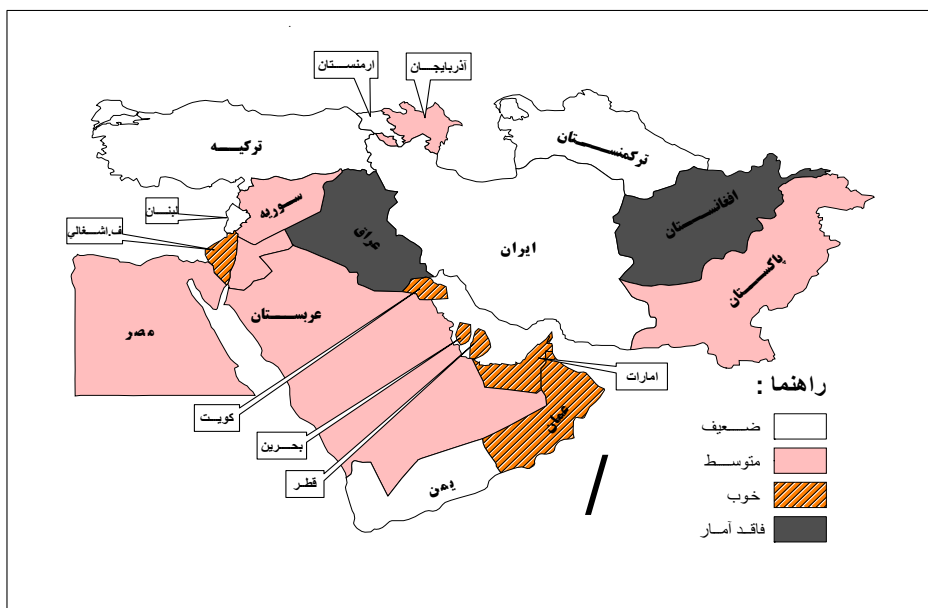 ارمنستان
آذربایجان
ترکیه
ترکمنستان
لبنان
سوریه
افغانستان
ف.اشغالي
عراق
ایران
پاکستان
مصر
عربستان
امارات
کویت
بحرین
قطر
عمان
یمن
راهنما :
ضعیف
متوسط
خوب
فاقد آمار